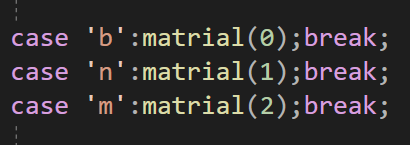 case 'b':matrial(0);break;
case 'n':matrial(1);break;
case 'm':matrial(2);break;